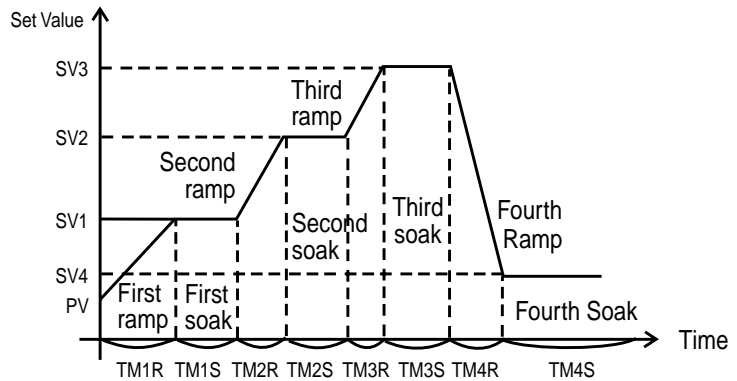 Set Value
SV3
Third
ramp
SV2
Second
ramp
SV1
Second
soak
Third
soak
Fourth
Ramp
SV4
PV
First
ramp
First
soak
Fourth Soak
Time
TM1R TM1S TM2R TM2S TM3R TM3S TM4R TM4S